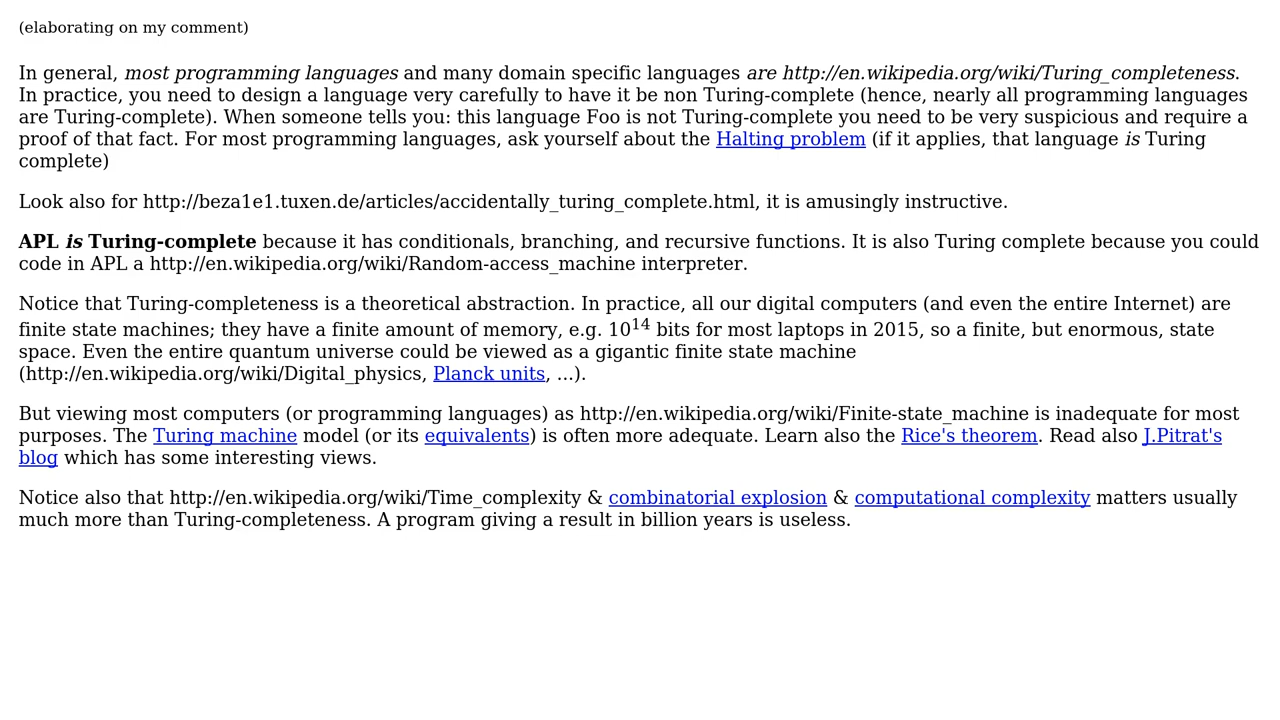 (elaborating on my comment)
In general, most programming languages and many domain specific languages are http://en.wikipedia.org/wiki/Turing_completeness.
In practice, you need to design a language very carefully to have it be non Turing-complete (hence, nearly all programming languages
are Turing-complete). When someone tells you: this language Foo is not Turing-complete you need to be very suspicious and require a
proof of that fact. For most programming languages, ask yourself about the Halting problem (if it applies, that language is Turing
complete)
Look also for http://beza1e1.tuxen.de/articles/accidentally_turing_complete.html, it is amusingly instructive.
APL is Turing-complete because it has conditionals, branching, and recursive functions. It is also Turing complete because you could
code in APL a http://en.wikipedia.org/wiki/Random-access_machine interpreter.
Notice that Turing-completeness is a theoretical abstraction. In practice, all our digital computers (and even the entire Internet) are
finite state machines; they have a finite amount of memory, e.g. 10¹⁴ bits for most laptops in 2015, so a finite, but enormous, state
space. Even the entire quantum universe could be viewed as a gigantic finite state machine
(http://en.wikipedia.org/wiki/Digital_physics, Planck units, ...).
But viewing most computers (or programming languages) as http://en.wikipedia.org/wiki/Finite-state_machine is inadequate for most
purposes. The Turing machine model (or its equivalents) is often more adequate. Learn also the Rice's theorem. Read also J.Pitrat's
blog which has some interesting views.
Notice also that http://en.wikipedia.org/wiki/Time_complexity & combinatorial explosion & computational complexity matters usually
much more than Turing-completeness. A program giving a result in billion years is useless.